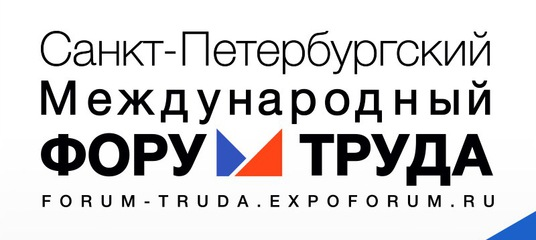 Санкт-Петербургский
Международный
ФОРУМ ТРУДА
FORUM-TRUDA.EXPOFORUM.RU